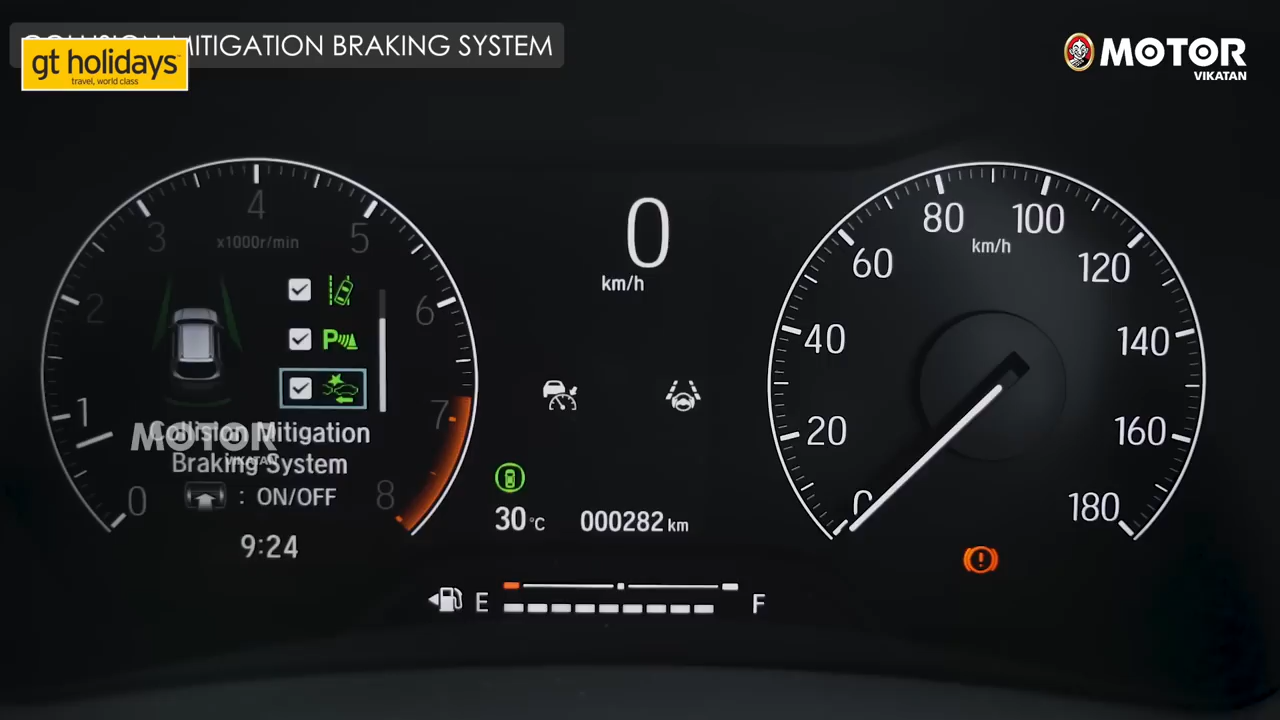 MITIGATION BRAKING SYSTEM
gt holidays
travel, world class
MOTOR
VIKATAN
4
3
5
x1000r/min
2
6
1
7
0
8
P
Collision Mitigation
MOTOR
Braking System
VIKATAN
: ON/OFF
9:24
0
km/h
30°C
000282 km
E
F
80
100
km/h
60
120
40
140
20
160
0
180